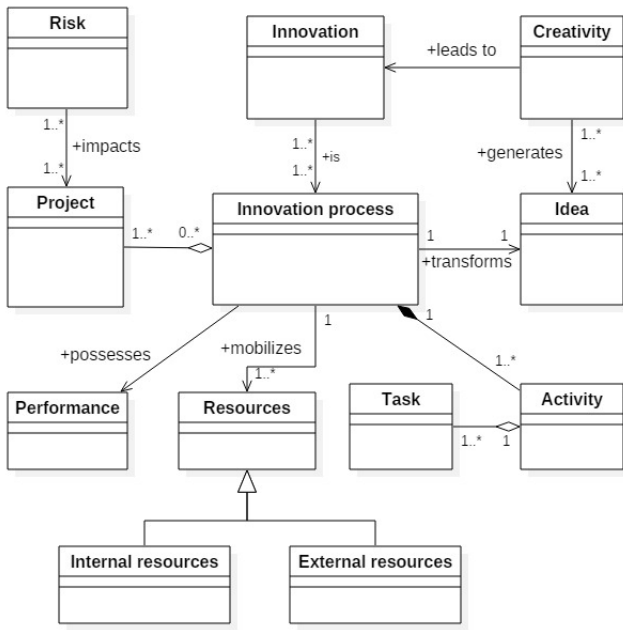 Risk
Innovation
Creativity
+leads to
1..*
+impacts
1..*
1..*
+is
1..*
1..*
+generates
1..*
Project
Innovation process
Idea
1..*
0..*
1
1
+transforms
+possesses
1
+mobilizes
1..*
1
1..*
Performance
Resources
Task
Activity
1..*
1
Internal resources
External resources